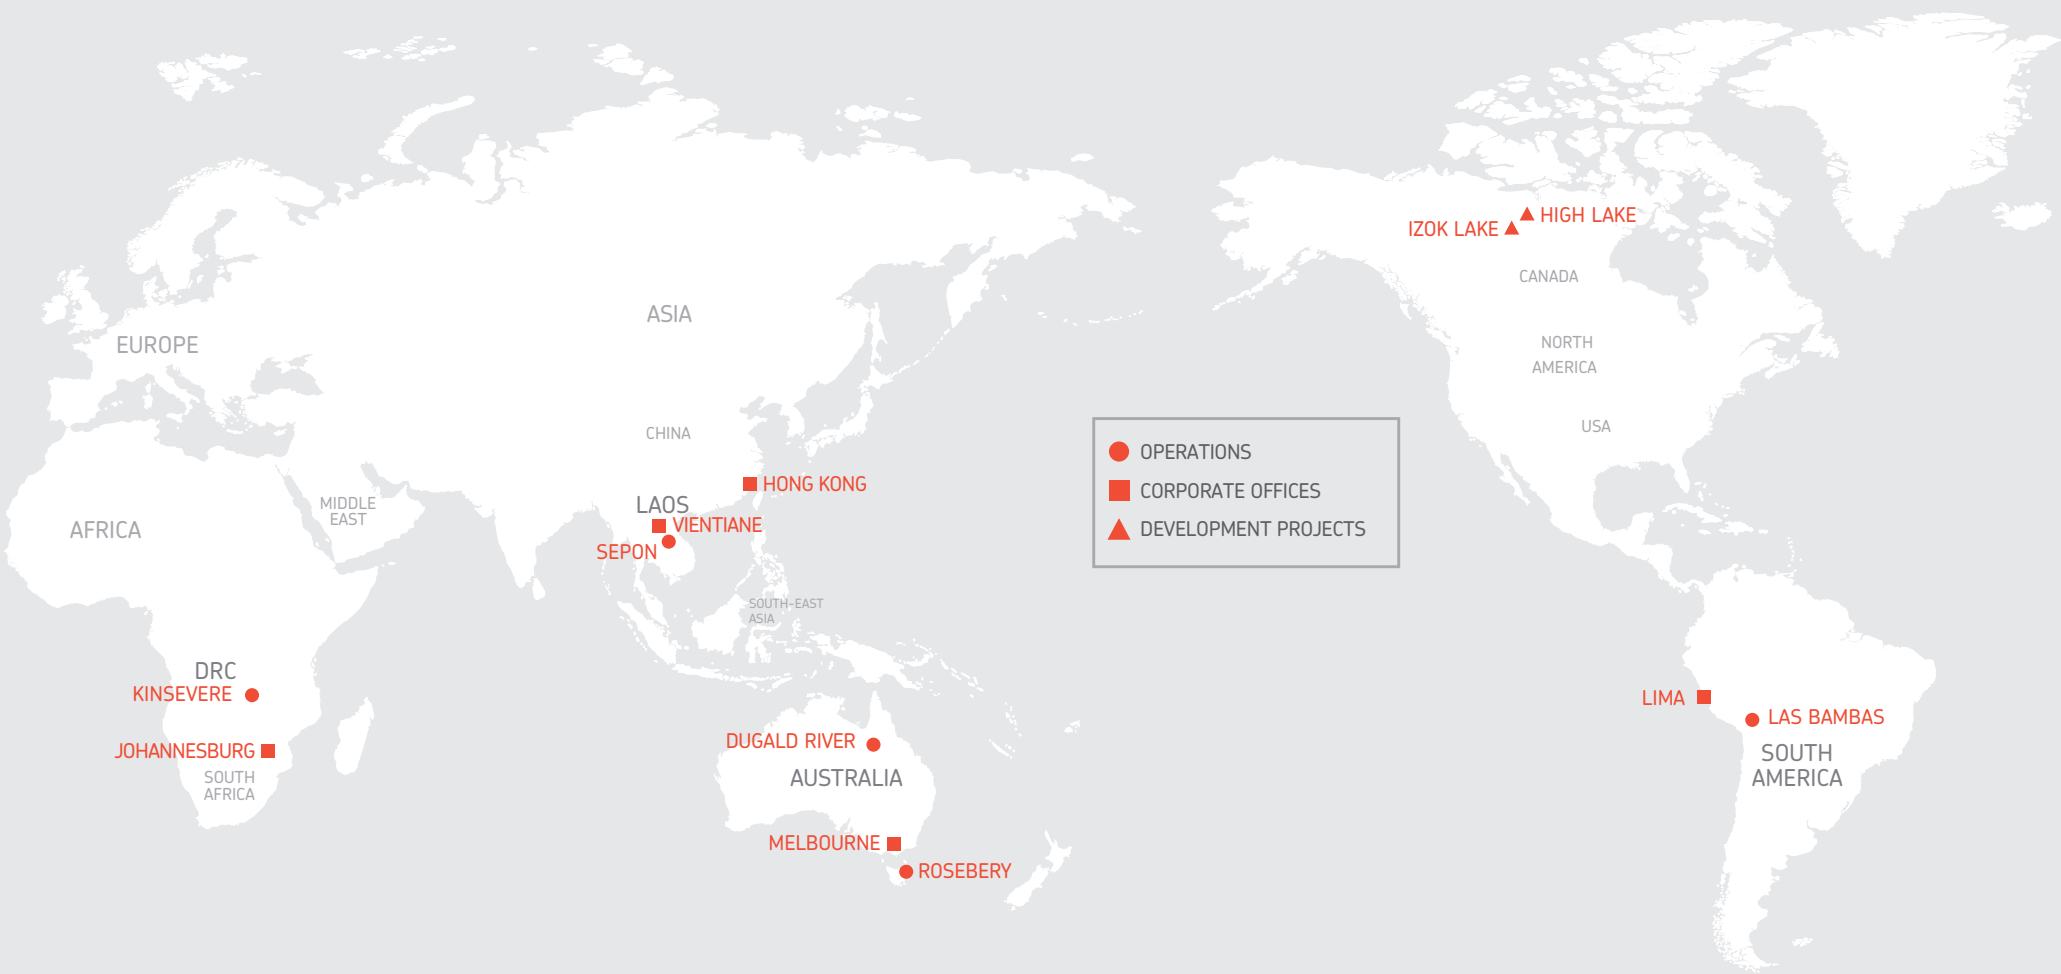 HIGH LAKE
IZOK LAKE
CANADA
ASIA
EUROPE
NORTH
AMERICA
USA
CHINA
OPERATIONS
CORPORATE OFFICES
DEVELOPMENT PROJECTS
HONG KONG
LAOS
VIENTIANE
SEPON
MIDDLE
EAST
AFRICA
SOUTH-EAST
ASIA
DRC
KINSEVERE
JOHANNESBURG
SOUTH
AFRICA
DUGALD RIVER
AUSTRALIA
MELBOURNE
ROSEBERY
LIMA
LAS BAMBAS
SOUTH
AMERICA